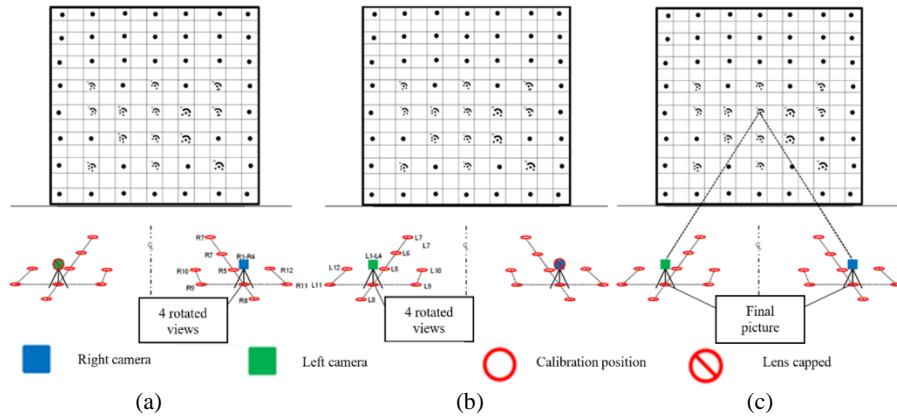 ℄ ℄ ℄
R7 L7
R7 R1-R4 L1-L4 L6 L7
R10 R5 R12 L12 L5 L10
R9 R11 L11 L9
R8 L8
4 rotated
views
4 rotated
views
Final
picture
Right camera Left camera Calibration position Lens capped
(a) (b) (c)